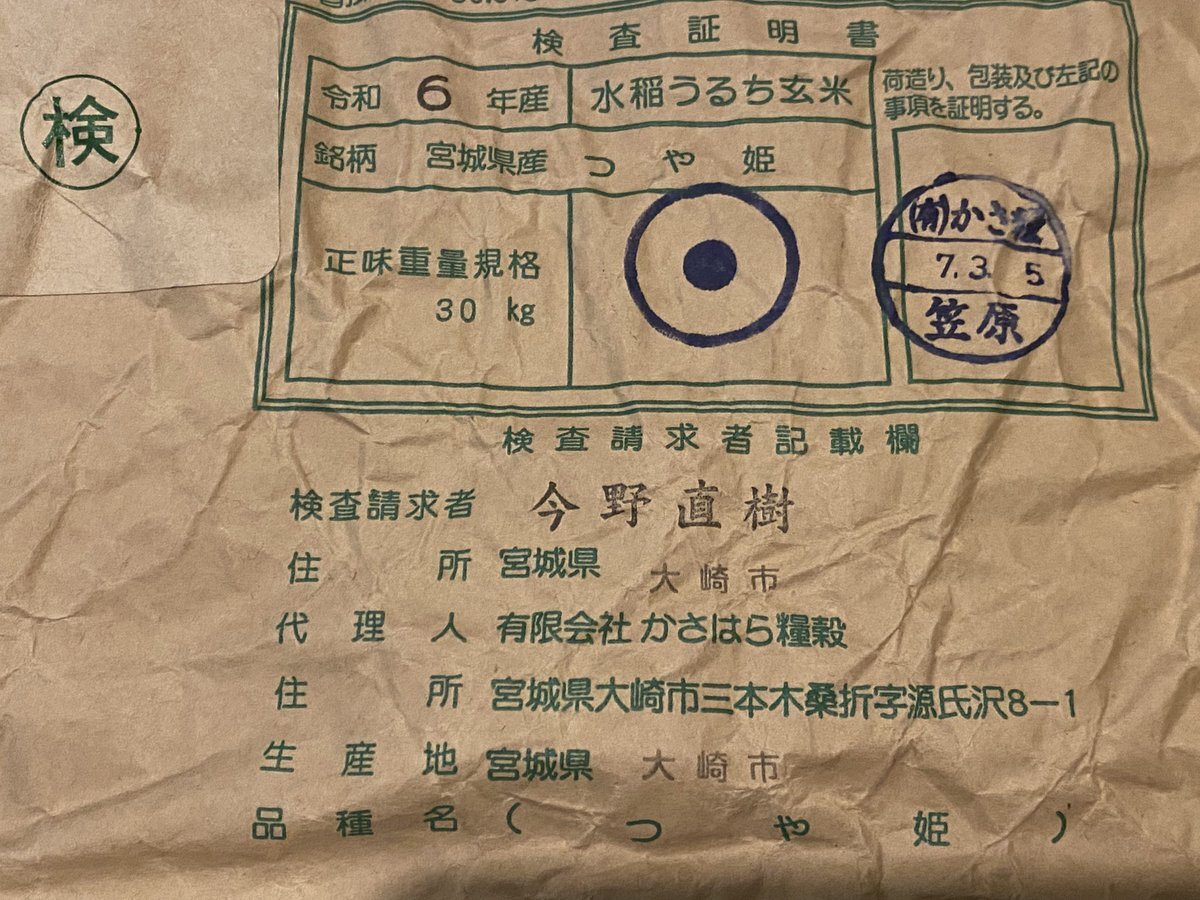 検査証明書
検
令和 6 年産 水稲うるち玄米
荷造り、包装及び左記の
事項を証明する。
銘柄 宮城県産 つや姫
正味重量規格
30 kg
(有)かさ
7.3.5
笠原
検査請求者記載欄
検査請求者 今野直樹
住所 宮城県 大崎市
代理人 有限会社 かさはら糧穀
住所 宮城県大崎市三本木桑折字源氏沢8-1
生産地 宮城県 大崎市
品種名(つや姫)